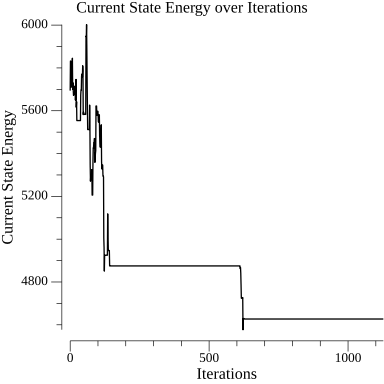 Current State Energy over Iterations
6000
5600
5200
4800
Current State Energy
0
500
1000
Iterations